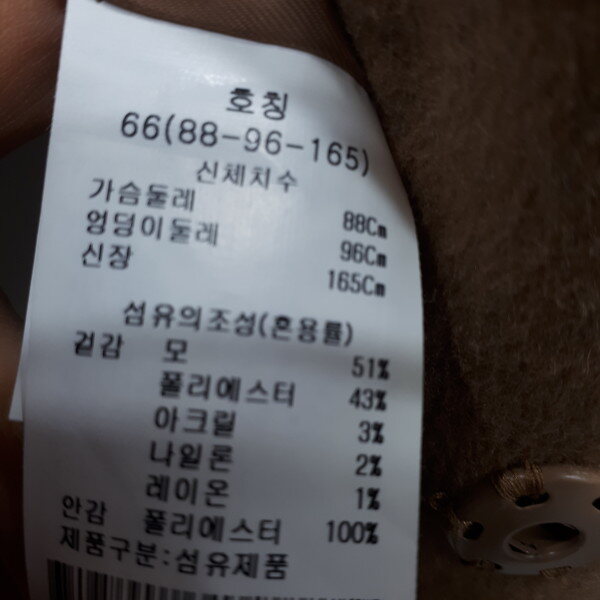 호칭
66(88-96-165)
신체치수
가슴둘레 88Cm
엉덩이둘레 96Cm
신장 165Cm
섬유의조성(혼용률)
겉감 모 51%
폴리에스터 43%
아크릴 3%
나일론 2%
레이온 1%
안감 폴리에스터 100%
제품구분:섬유제품